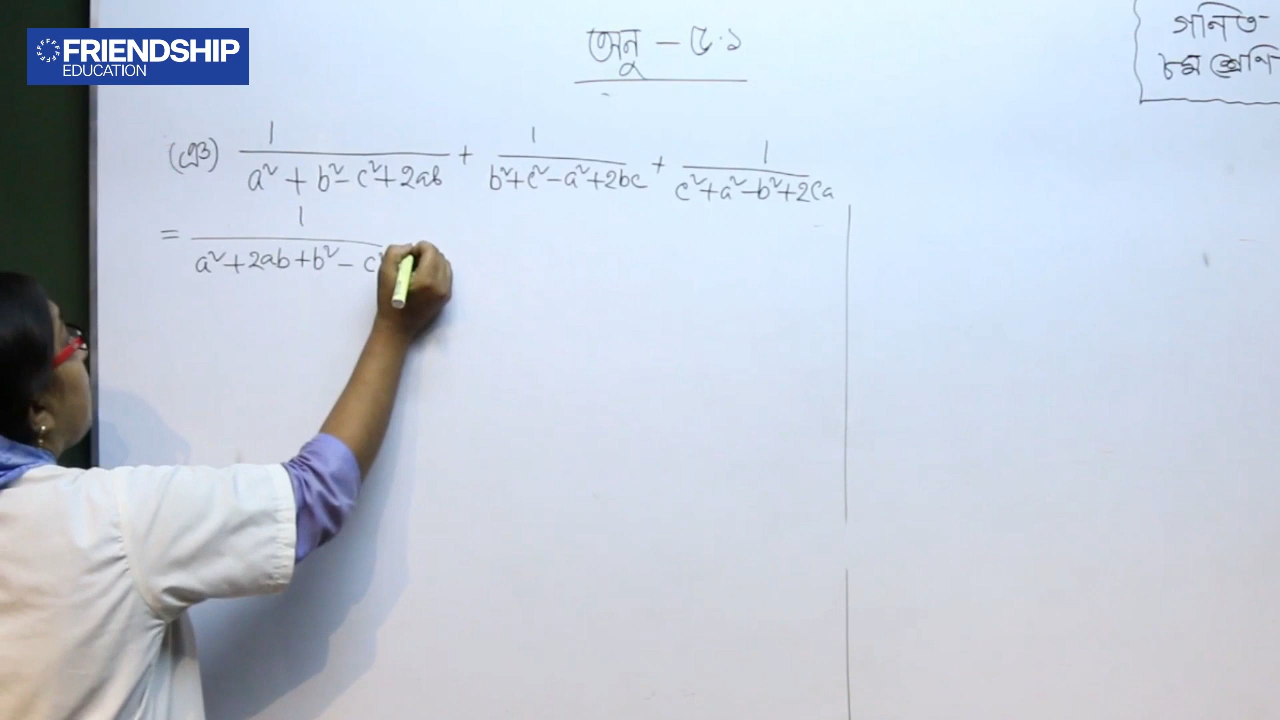 FRIENDSHIP
EDUCATION
অনু - ৫.১
গনিত
৮ম শ্রেণি
(ঞ) 1/(a² + b² - c² + 2ab) + 1/(b² + c² - a² + 2bc) + 1/(c² + a² - b² + 2ca)
= 1/(a² + 2ab + b² - c²